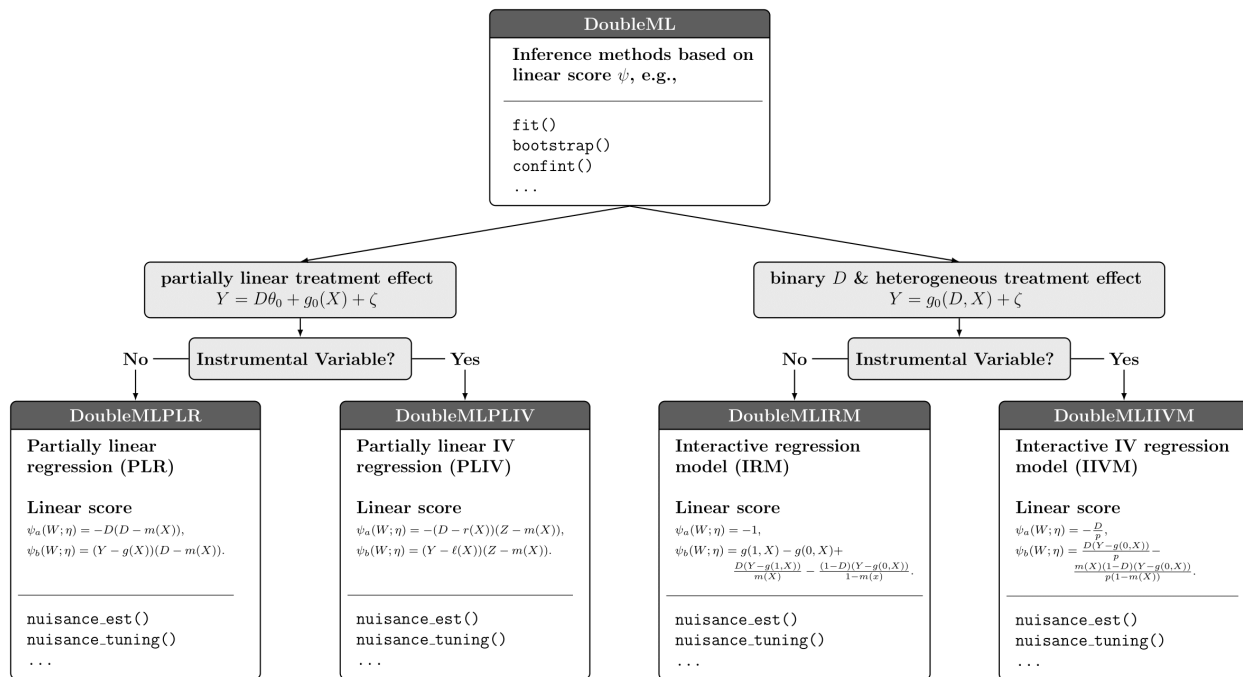 DoubleML
Inference methods based on
linear score ψ, e.g.,
fit()
bootstrap()
confint()
...
partially linear treatment effect
Y = Dθ₀ + g₀(X) + ζ
binary D & heterogeneous treatment effect
Y = g₀(D, X) + ζ
No
Instrumental Variable?
Yes
No
Instrumental Variable?
Yes
DoubleMLPLR
Partially linear
regression (PLR)
Linear score
ψₐ(W; η) = −D(D − m(X)),
ψ_b(W; η) = (Y − g(X))(D − m(X)).
nuisance_est()
nuisance_tuning()
...
DoubleMLPLIV
Partially linear IV
regression (PLIV)
Linear score
ψₐ(W; η) = −(D − r(X))(Z − m(X)),
ψ_b(W; η) = (Y − ℓ(X))(Z − m(X)).
nuisance_est()
nuisance_tuning()
...
DoubleMLIRM
Interactive regression
model (IRM)
Linear score
ψₐ(W; η) = −1,
ψ_b(W; η) = g(1, X) − g(0, X)+
D(Y−g(1,X))/m(X) − (1−D)(Y−g(0,X))/1−m(x).
nuisance_est()
nuisance_tuning()
...
DoubleMLIIVM
Interactive IV regression
model (IIVM)
Linear score
ψₐ(W; η) = −D/p,
ψ_b(W; η) = D(Y−g(0,X))/p −
m(X)(1−D)(Y−g(0,X))/p(1−m(X)).
nuisance_est()
nuisance_tuning()
...